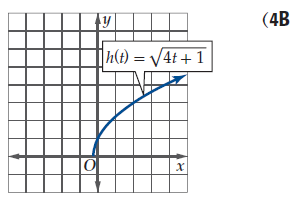 y (4B
h(t) = √4t + 1
O x